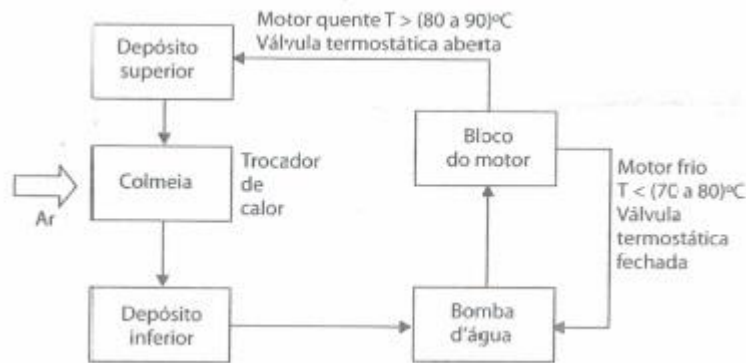 Motor quente T > (80 a 90)ºC
Válvula termostática aberta
Depósito
superior
Bloco
do motor
Colmeia
Trocador
de
calor
Ar
Motor frio
T < (70 a 80)ºC
Válvula
termostática
fechada
Depósito
inferior
Bomba
d'água